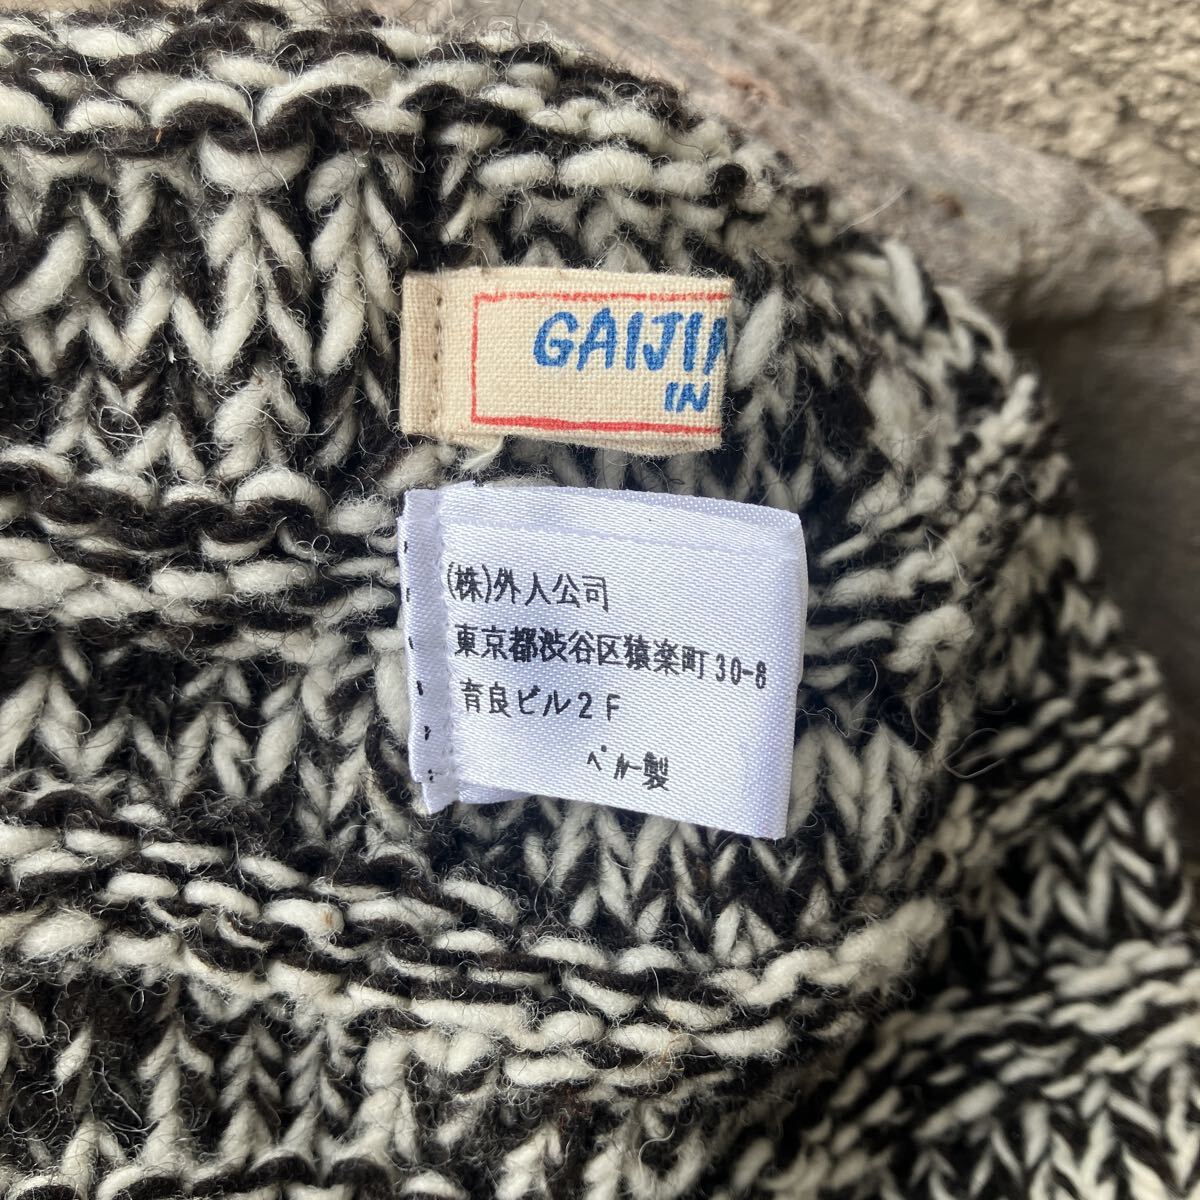 GAIJIN
IN
(株)外人公司
東京都渋谷区猿楽町30-8
育良ビル2F
ペルー製